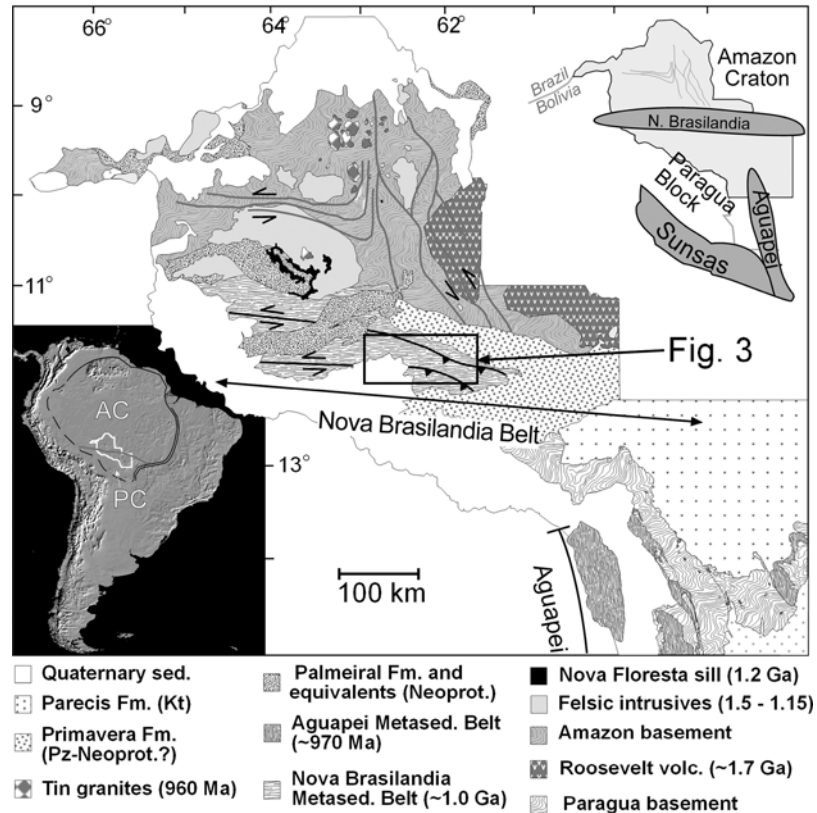 66
64
62
9°
11°
13°
Brazil
Bolivia
Amazon
Craton
N. Brasilandia
Paragua
Block
Aguapei
Sunsas
Fig. 3
Nova Brasilandia Belt
AC
PC
100 km
Aguapei
Quaternary sed.
Parecis Fm. (Kt)
Primavera Fm.
(Pz-Neoprot.?)
Tin granites (960 Ma)
Palmeiral Fm. and
equivalents (Neoprot.)
Aguapei Metased. Belt
(~970 Ma)
Nova Brasilandia
Metased. Belt (~1.0 Ga)
Nova Floresta sill (1.2 Ga)
Felsic intrusives (1.5 - 1.15)
Amazon basement
Roosevelt volc. (~1.7 Ga)
Paragua basement